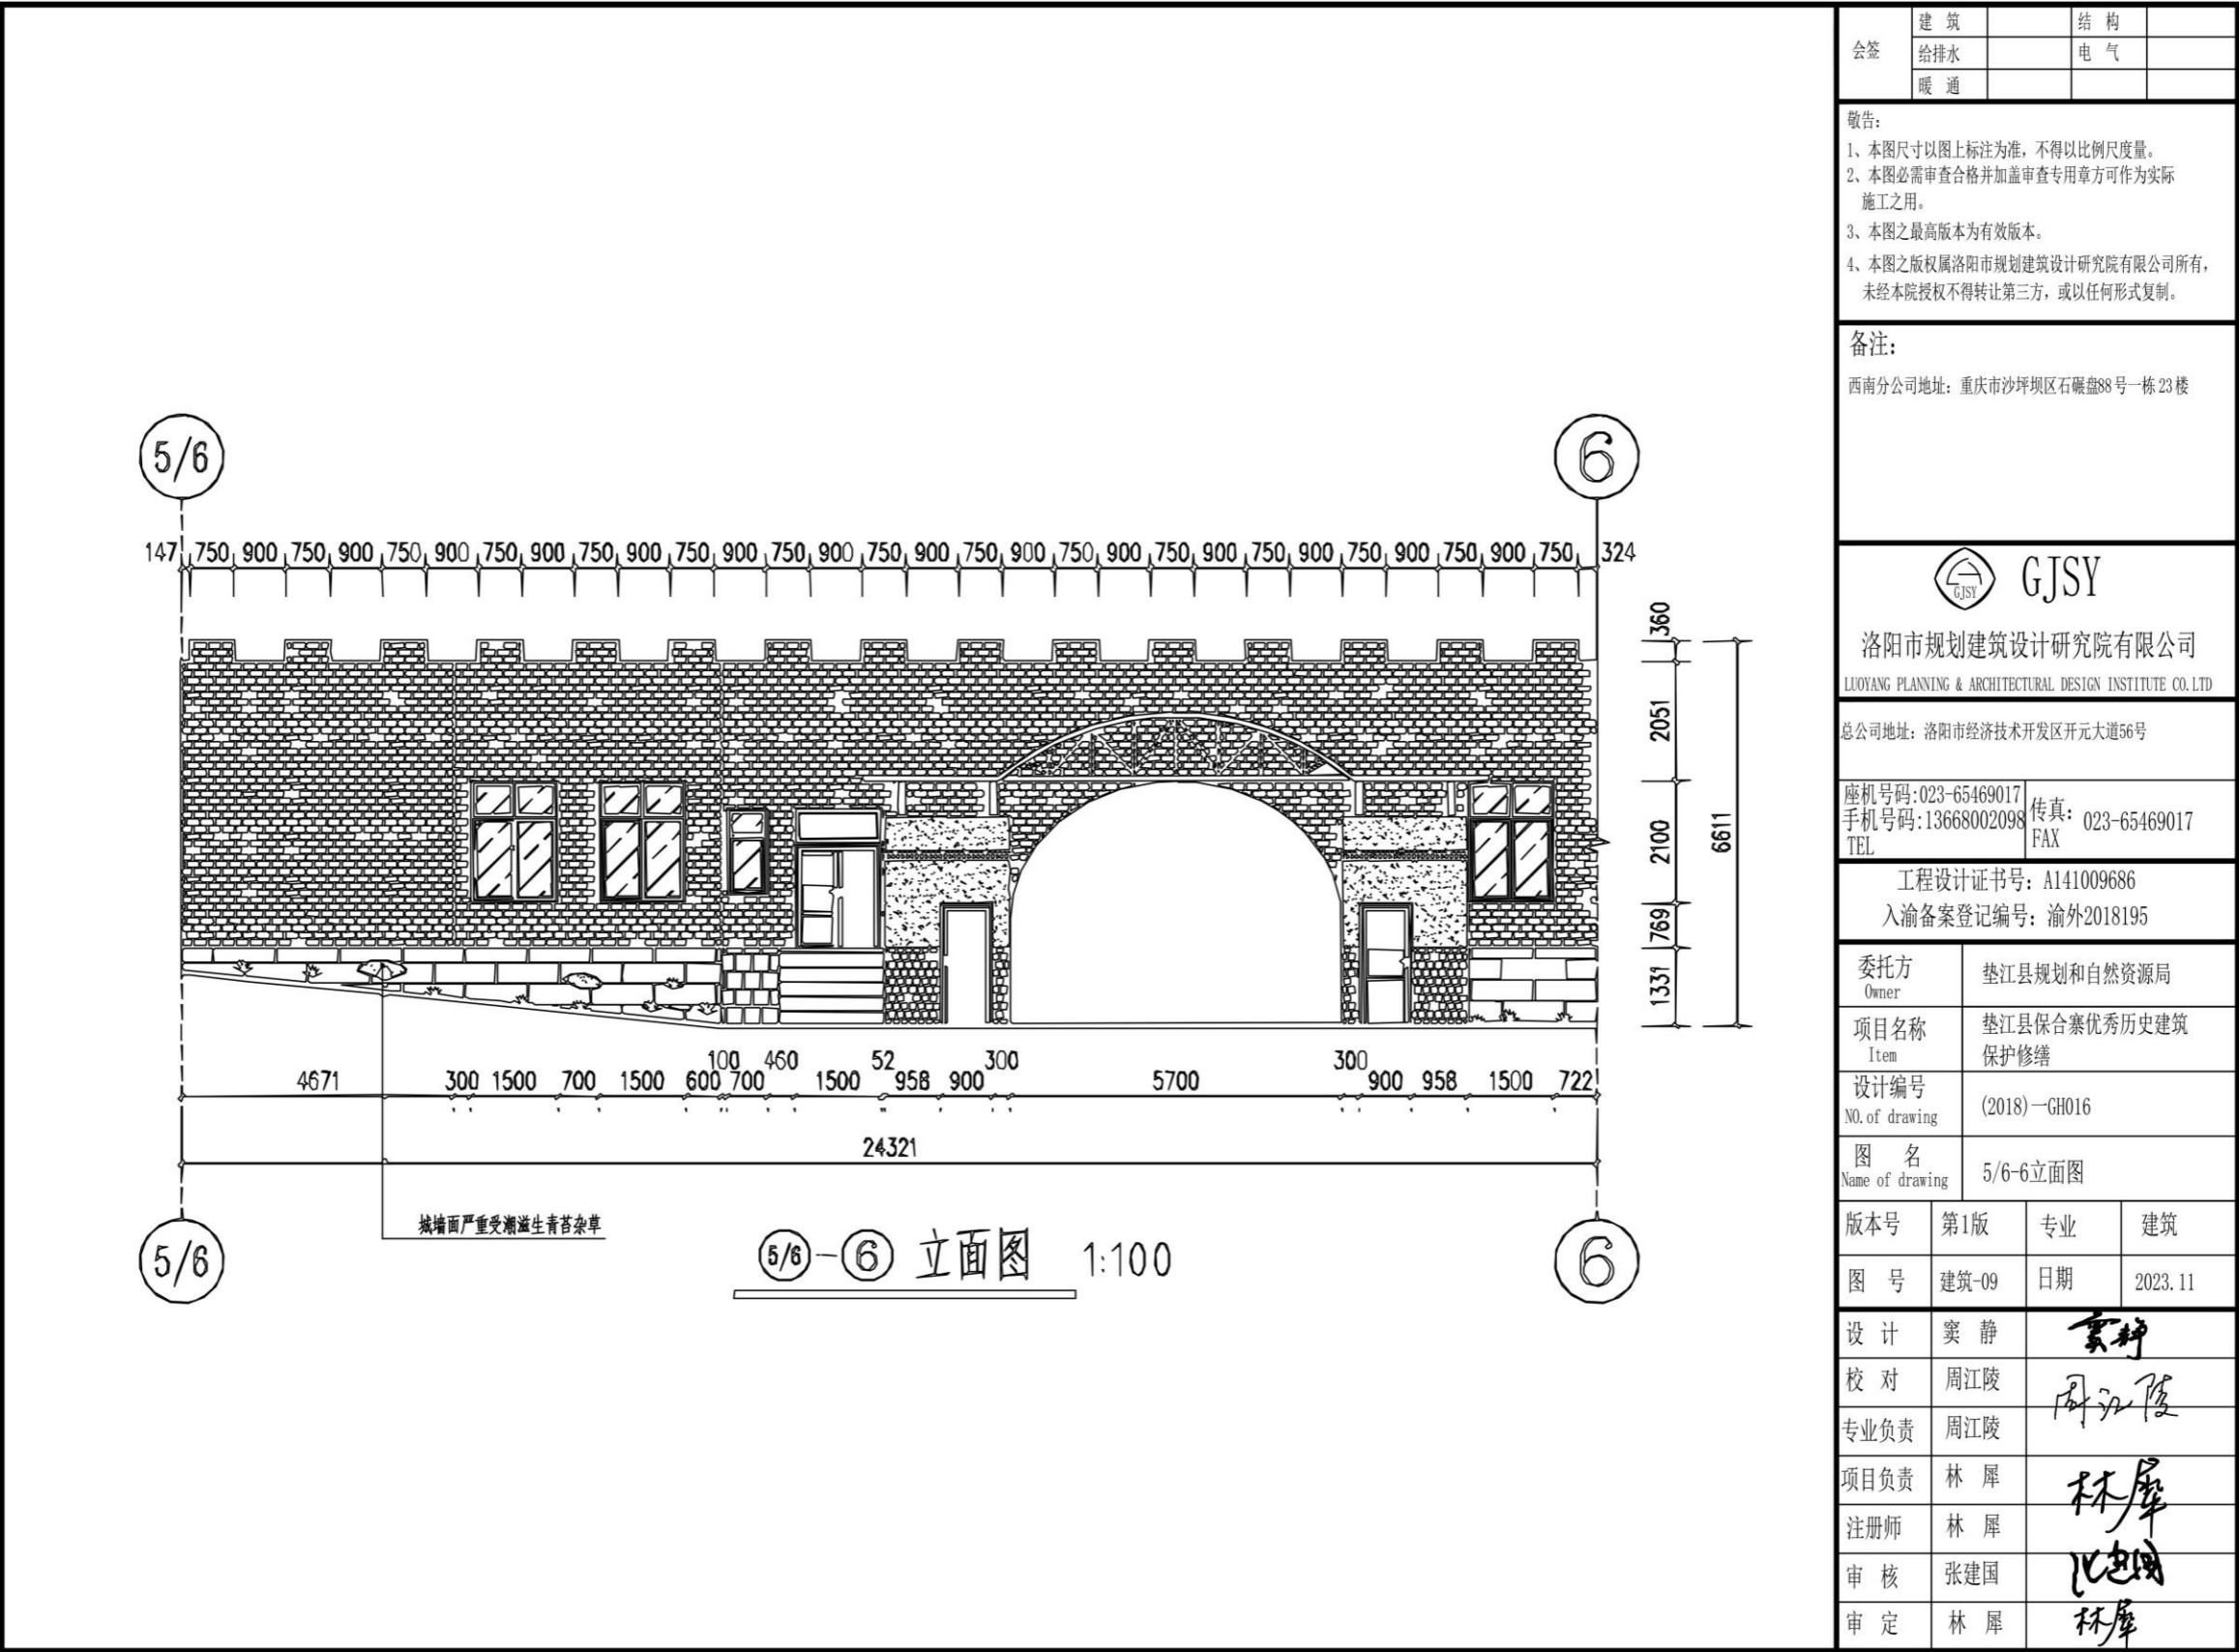 5/6
6
147 750 900 750 900 750 900 750 900 750 900 750 900 750 900 750 900 750 900 750 900 750 900 750 900 750 900 750 900 750 324
360
2051
2100
769
1331
6611
100 460 52 300 300
4671 300 1500 700 1500 600 700 1500 958 900 5700 900 958 1500 722
24321
城墙面严重受潮滋生青苔杂草
5/6
6
5/6-6 立面图 1:100
会签
建 筑 结 构
给排水 电 气
暖 通
敬告:
1、本图尺寸以图上标注为准，不得以比例尺度量。
2、本图必需审查合格并加盖审查专用章方可作为实际
施工之用。
3、本图之最高版本为有效版本。
4、本图之版权属洛阳市规划建筑设计研究院有限公司所有，
未经本院授权不得转让第三方，或以任何形式复制。
备注:
西南分公司地址: 重庆市沙坪坝区石碾盘88号一栋23楼
GJSY GJSY
洛阳市规划建筑设计研究院有限公司
LUOYANG PLANNING & ARCHITECTURAL DESIGN INSTITUTE CO.LTD
总公司地址: 洛阳市经济技术开发区开元大道56号
座机号码:023-65469017
手机号码:13668002098
TEL
传真: 023-65469017
FAX
工程设计证书号: A141009686
入渝备案登记编号: 渝外2018195
委托方 垫江县规划和自然资源局
Owner
项目名称 垫江县保合寨优秀历史建筑
Item 保护修缮
设计编号 (2018)一GH016
NO.of drawing
图 名 5/6-6立面图
Name of drawing
版本号 第1版 专业 建筑
图 号 建筑-09 日期 2023.11
设 计 窦 静 窦静
校 对 周江陵 周江陵
专业负责 周江陵
项目负责 林 犀 林犀
注册师 林 犀
审 核 张建国
审 定 林 犀 林犀